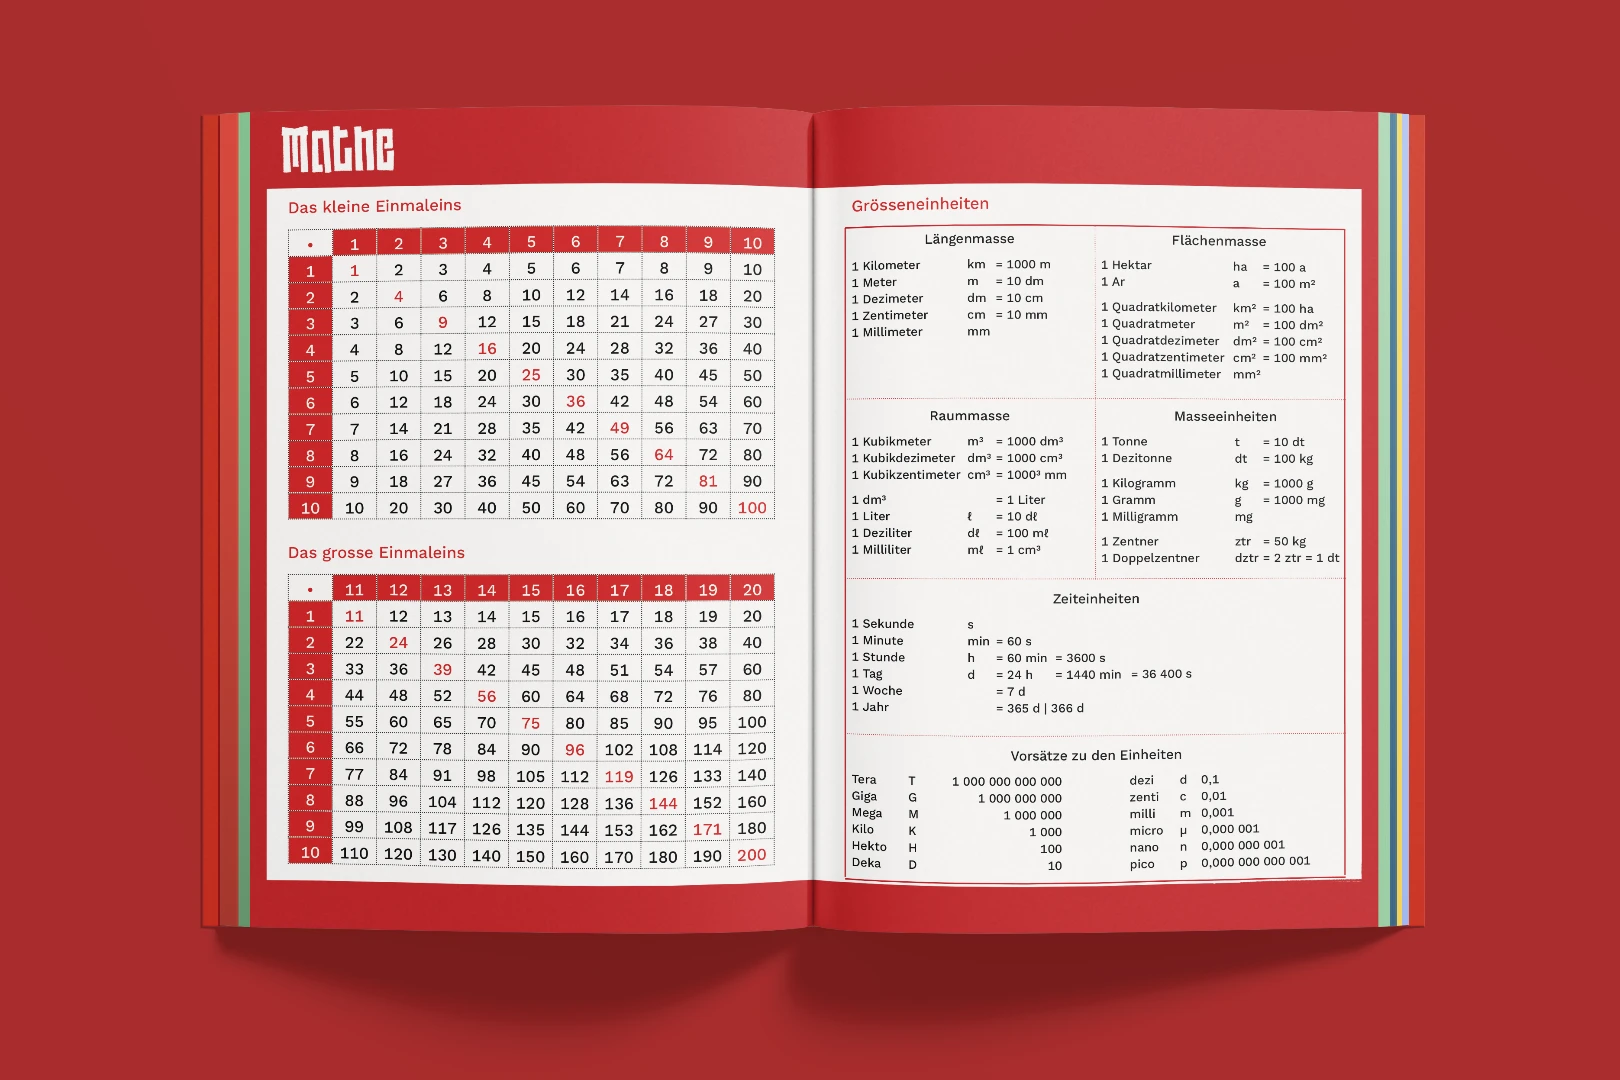 Mathe
Das kleine Einmaleins
• 1 2 3 4 5 6 7 8 9 10
1 1 2 3 4 5 6 7 8 9 10
2 2 4 6 8 10 12 14 16 18 20
3 3 6 9 12 15 18 21 24 27 30
4 4 8 12 16 20 24 28 32 36 40
5 5 10 15 20 25 30 35 40 45 50
6 6 12 18 24 30 36 42 48 54 60
7 7 14 21 28 35 42 49 56 63 70
8 8 16 24 32 40 48 56 64 72 80
9 9 18 27 36 45 54 63 72 81 90
10 10 20 30 40 50 60 70 80 90 100
Das grosse Einmaleins
• 11 12 13 14 15 16 17 18 19 20
1 11 12 13 14 15 16 17 18 19 20
2 22 24 26 28 30 32 34 36 38 40
3 33 36 39 42 45 48 51 54 57 60
4 44 48 52 56 60 64 68 72 76 80
5 55 60 65 70 75 80 85 90 95 100
6 66 72 78 84 90 96 102 108 114 120
7 77 84 91 98 105 112 119 126 133 140
8 88 96 104 112 120 128 136 144 152 160
9 99 108 117 126 135 144 153 162 171 180
10 110 120 130 140 150 160 170 180 190 200
Grösseneinheiten
Längenmasse
1 Kilometer km = 1000 m
1 Meter m = 10 dm
1 Dezimeter dm = 10 cm
1 Zentimeter cm = 10 mm
1 Millimeter mm
Flächenmasse
1 Hektar ha = 100 a
1 Ar a = 100 m²
1 Quadratkilometer km² = 100 ha
1 Quadratmeter m² = 100 dm²
1 Quadratdezimeter dm² = 100 cm²
1 Quadratzentimeter cm² = 100 mm²
1 Quadratmillimeter mm²
Raummasse
1 Kubikmeter m³ = 1000 dm³
1 Kubikdezimeter dm³ = 1000 cm³
1 Kubikzentimeter cm³ = 1000³ mm
1 dm³ = 1 Liter
1 Liter ℓ = 10 dℓ
1 Deziliter dℓ = 100 mℓ
1 Milliliter mℓ = 1 cm³
Masseeinheiten
1 Tonne t = 10 dt
1 Dezitonne dt = 100 kg
1 Kilogramm kg = 1000 g
1 Gramm g = 1000 mg
1 Milligramm mg
1 Zentner ztr = 50 kg
1 Doppelzentner dztr = 2 ztr = 1 dt
Zeiteinheiten
1 Sekunde s
1 Minute min = 60 s
1 Stunde h = 60 min = 3600 s
1 Tag d = 24 h = 1440 min = 36 400 s
1 Woche = 7 d
1 Jahr = 365 d | 366 d
Vorsätze zu den Einheiten
Tera T 1 000 000 000 000 dezi d 0,1
Giga G 1 000 000 000 zenti c 0,01
Mega M 1 000 000 milli m 0,001
Kilo K 1 000 micro µ 0,000 001
Hekto H 100 nano n 0,000 000 001
Deka D 10 pico p 0,000 000 000 001